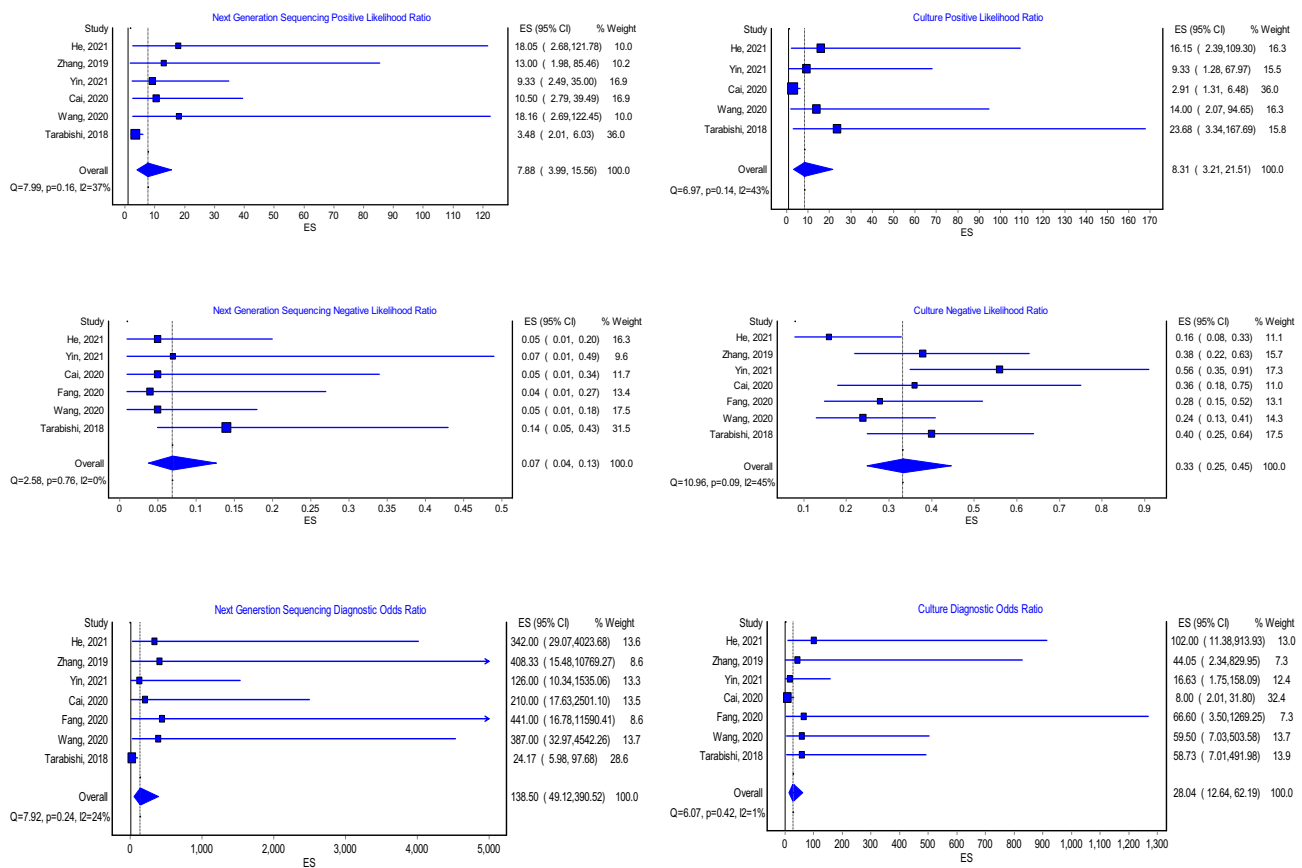 Next Generation Sequencing Positive Likelihood Ratio
Study ES (95% CI) % Weight
He, 2021 18.05 ( 2.68,121.78) 10.0
Zhang, 2019 13.00 ( 1.98, 85.46) 10.2
Yin, 2021 9.33 ( 2.49, 35.00) 16.9
Cai, 2020 10.50 ( 2.79, 39.49) 16.9
Wang, 2020 18.16 ( 2.69,122.45) 10.0
Tarabishi, 2018 3.48 ( 2.01, 6.03) 36.0
Overall 7.88 ( 3.99, 15.56) 100.0
Q=7.99, p=0.16, I2=37%
0 10 20 30 40 50 60 70 80 90 100 110 120
ES
Culture Positive Likelihood Ratio
Study ES (95% CI) % Weight
He, 2021 16.15 ( 2.39,109.30) 16.3
Yin, 2021 9.33 ( 1.28, 67.97) 15.5
Cai, 2020 2.91 ( 1.31, 6.48) 36.0
Wang, 2020 14.00 ( 2.07, 94.65) 16.3
Tarabishi, 2018 23.68 ( 3.34,167.69) 15.8
Overall 8.31 ( 3.21, 21.51) 100.0
Q=6.97, p=0.14, I2=43%
0 10 20 30 40 50 60 70 80 90 100 110 120 130 140 150 160 170
ES
Next Generation Sequencing Negative Likelihood Ratio
Study ES (95% CI) % Weight
He, 2021 0.05 ( 0.01, 0.20) 16.3
Yin, 2021 0.07 ( 0.01, 0.49) 9.6
Cai, 2020 0.05 ( 0.01, 0.34) 11.7
Fang, 2020 0.04 ( 0.01, 0.27) 13.4
Wang, 2020 0.05 ( 0.01, 0.18) 17.5
Tarabishi, 2018 0.14 ( 0.05, 0.43) 31.5
Overall 0.07 ( 0.04, 0.13) 100.0
Q=2.58, p=0.76, I2=0%
0 0.05 0.1 0.15 0.2 0.25 0.3 0.35 0.4 0.45 0.5
ES
Culture Negative Likelihood Ratio
Study ES (95% CI) % Weight
He, 2021 0.16 ( 0.08, 0.33) 11.1
Zhang, 2019 0.38 ( 0.22, 0.63) 15.7
Yin, 2021 0.56 ( 0.35, 0.91) 17.3
Cai, 2020 0.36 ( 0.18, 0.75) 11.0
Fang, 2020 0.28 ( 0.15, 0.52) 13.1
Wang, 2020 0.24 ( 0.13, 0.41) 14.3
Tarabishi, 2018 0.40 ( 0.25, 0.64) 17.5
Overall 0.33 ( 0.25, 0.45) 100.0
Q=10.96, p=0.09, I2=45%
0.1 0.2 0.3 0.4 0.5 0.6 0.7 0.8 0.9
ES
Next Generstion Sequencing Diagnostic Odds Ratio
Study ES (95% CI) % Weight
He, 2021 342.00 ( 29.07,4023.68) 13.6
Zhang, 2019 408.33 ( 15.48,10769.27) 8.6
Yin, 2021 126.00 ( 10.34,1535.06) 13.3
Cai, 2020 210.00 ( 17.63,2501.10) 13.5
Fang, 2020 441.00 ( 16.78,11590.41) 8.6
Wang, 2020 387.00 ( 32.97,4542.26) 13.7
Tarabishi, 2018 24.17 ( 5.98, 97.68) 28.6
Overall 138.50 ( 49.12,390.52) 100.0
Q=7.92, p=0.24, I2=24%
0 1,000 2,000 3,000 4,000 5,000
ES
Culture Diagnostic Odds Ratio
Study ES (95% CI) % Weight
He, 2021 102.00 ( 11.38,913.93) 13.0
Zhang, 2019 44.05 ( 2.34,829.95) 7.3
Yin, 2021 16.63 ( 1.75,158.09) 12.4
Cai, 2020 8.00 ( 2.01, 31.80) 32.4
Fang, 2020 66.60 ( 3.50,1269.25) 7.3
Wang, 2020 59.50 ( 7.03,503.58) 13.7
Tarabishi, 2018 58.73 ( 7.01,491.98) 13.9
Overall 28.04 ( 12.64, 62.19) 100.0
Q=6.07, p=0.42, I2=1%
0 100 200 300 400 500 600 700 800 900 1,000 1,100 1,200 1,300
ES